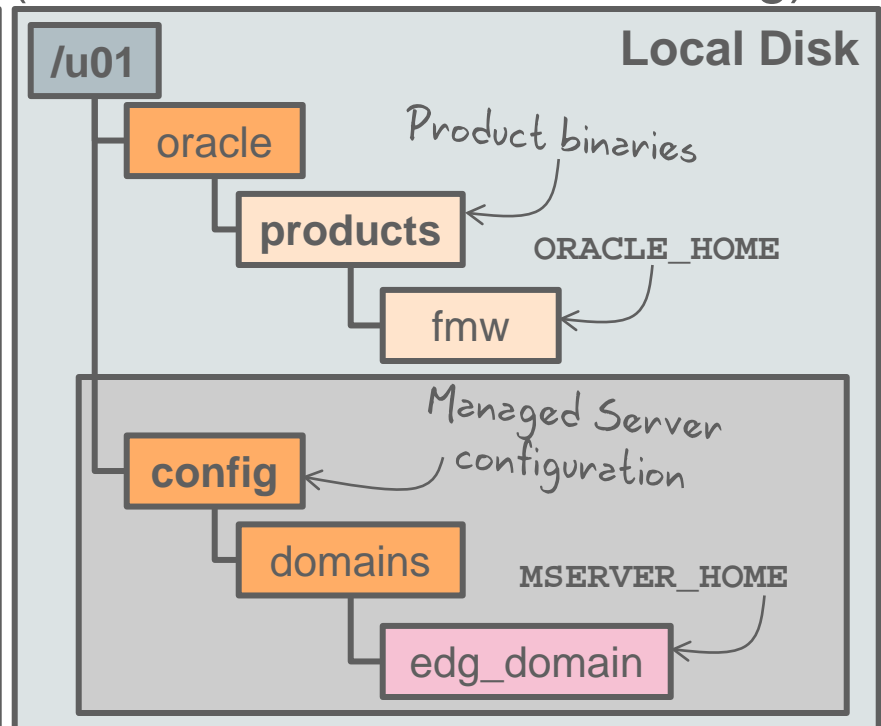 /u01
Local Disk
oracle
Product binaries
products
ORACLE_HOME
fmw
Managed Server
configuration
config
domains
MSERVER_HOME
edg_domain